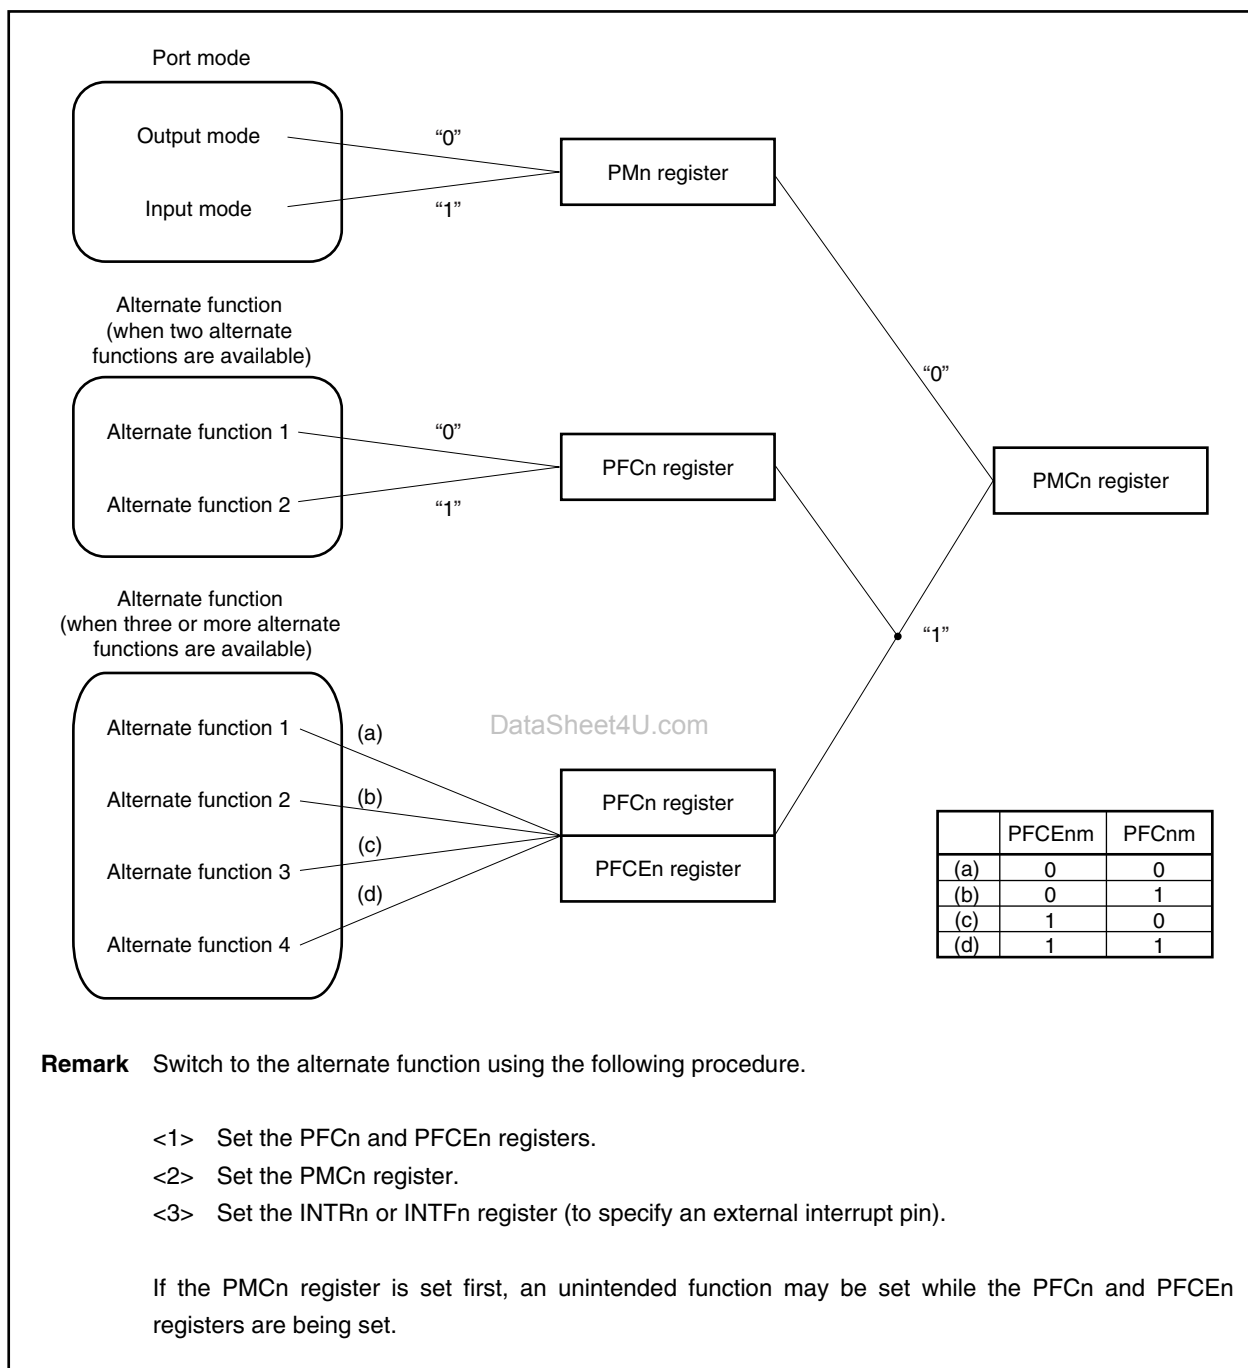 Port mode
Output mode
“0”
Input mode
“1”
PMn register
Alternate function
(when two alternate
functions are available)
Alternate function 1
“0”
Alternate function 2
“1”
PFCn register
“0”
PMCn register
Alternate function
(when three or more alternate
functions are available)
“1”
Alternate function 1
(a)
Alternate function 2
(b)
Alternate function 3
(c)
Alternate function 4
(d)
DataSheet4U.com
PFCn register
PFCEn register
PFCEnm PFCnm
(a) 0 0
(b) 0 1
(c) 1 0
(d) 1 1
Remark Switch to the alternate function using the following procedure.
<1> Set the PFCn and PFCEn registers.
<2> Set the PMCn register.
<3> Set the INTRn or INTFn register (to specify an external interrupt pin).
If the PMCn register is set first, an unintended function may be set while the PFCn and PFCEn
registers are being set.